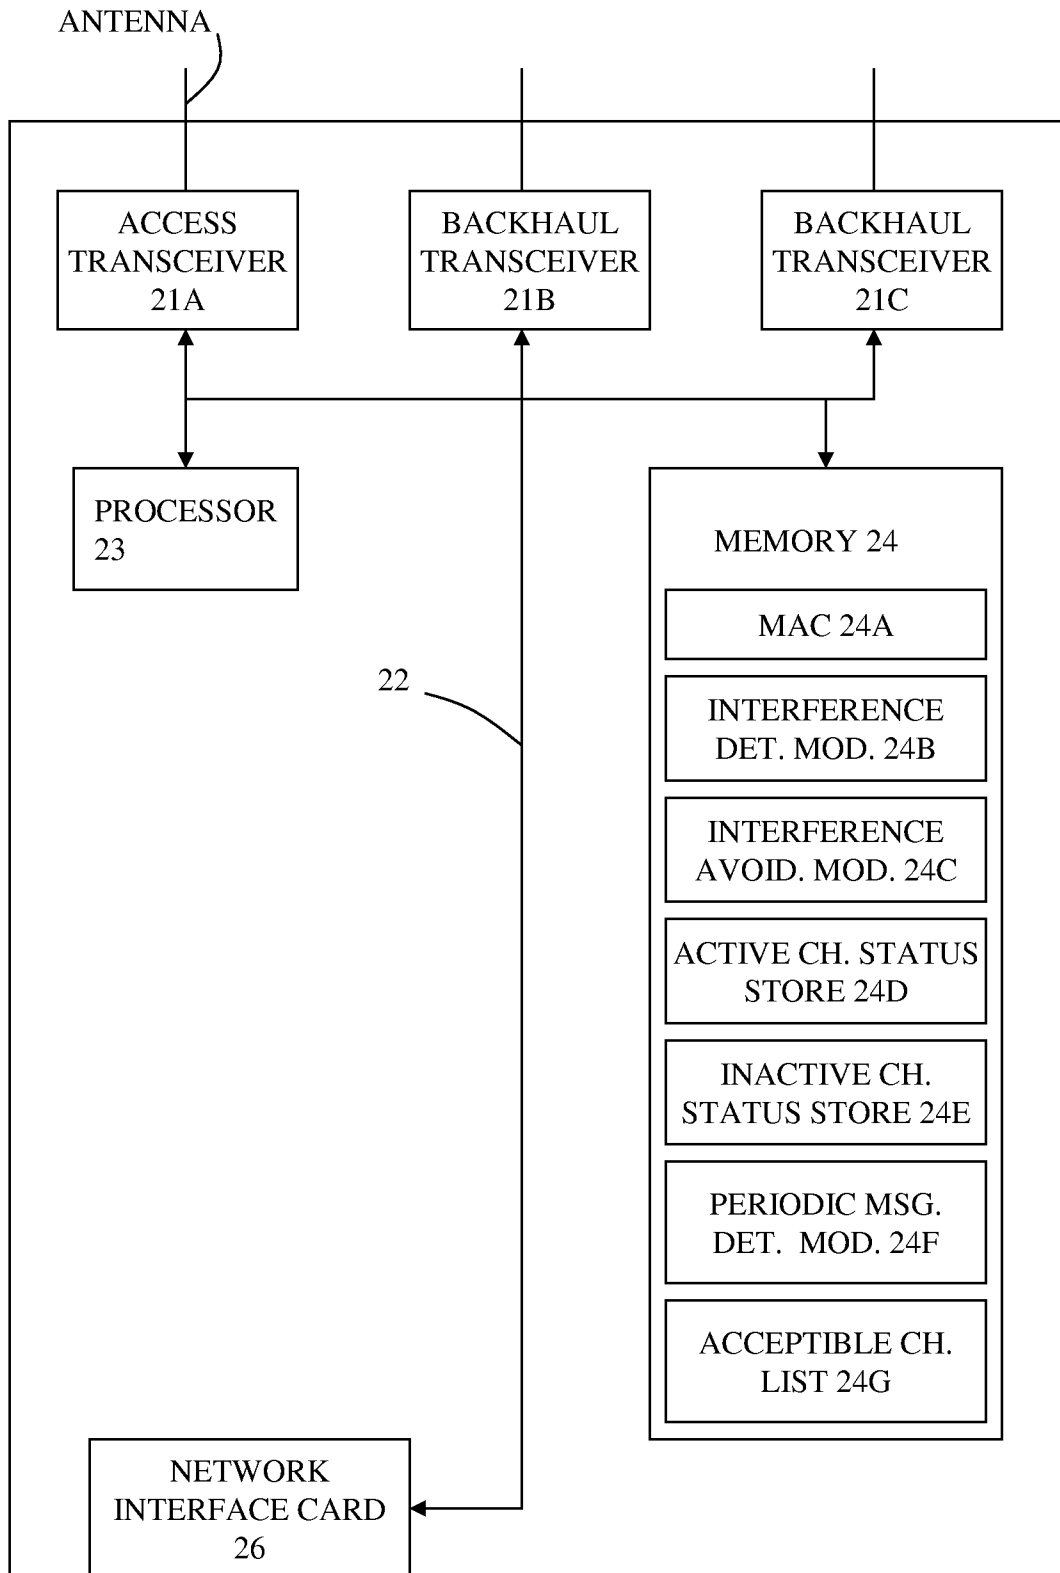 ANTENNA
ACCESS
TRANSCEIVER
21A
BACKHAUL
TRANSCEIVER
21B
BACKHAUL
TRANSCEIVER
21C
PROCESSOR
23
MEMORY 24
MAC 24A
INTERFERENCE
DET. MOD. 24B
INTERFERENCE
AVOID. MOD. 24C
ACTIVE CH. STATUS
STORE 24D
INACTIVE CH.
STATUS STORE 24E
PERIODIC MSG.
DET. MOD. 24F
ACCEPTIBLE CH.
LIST 24G
22
NETWORK
INTERFACE CARD
26